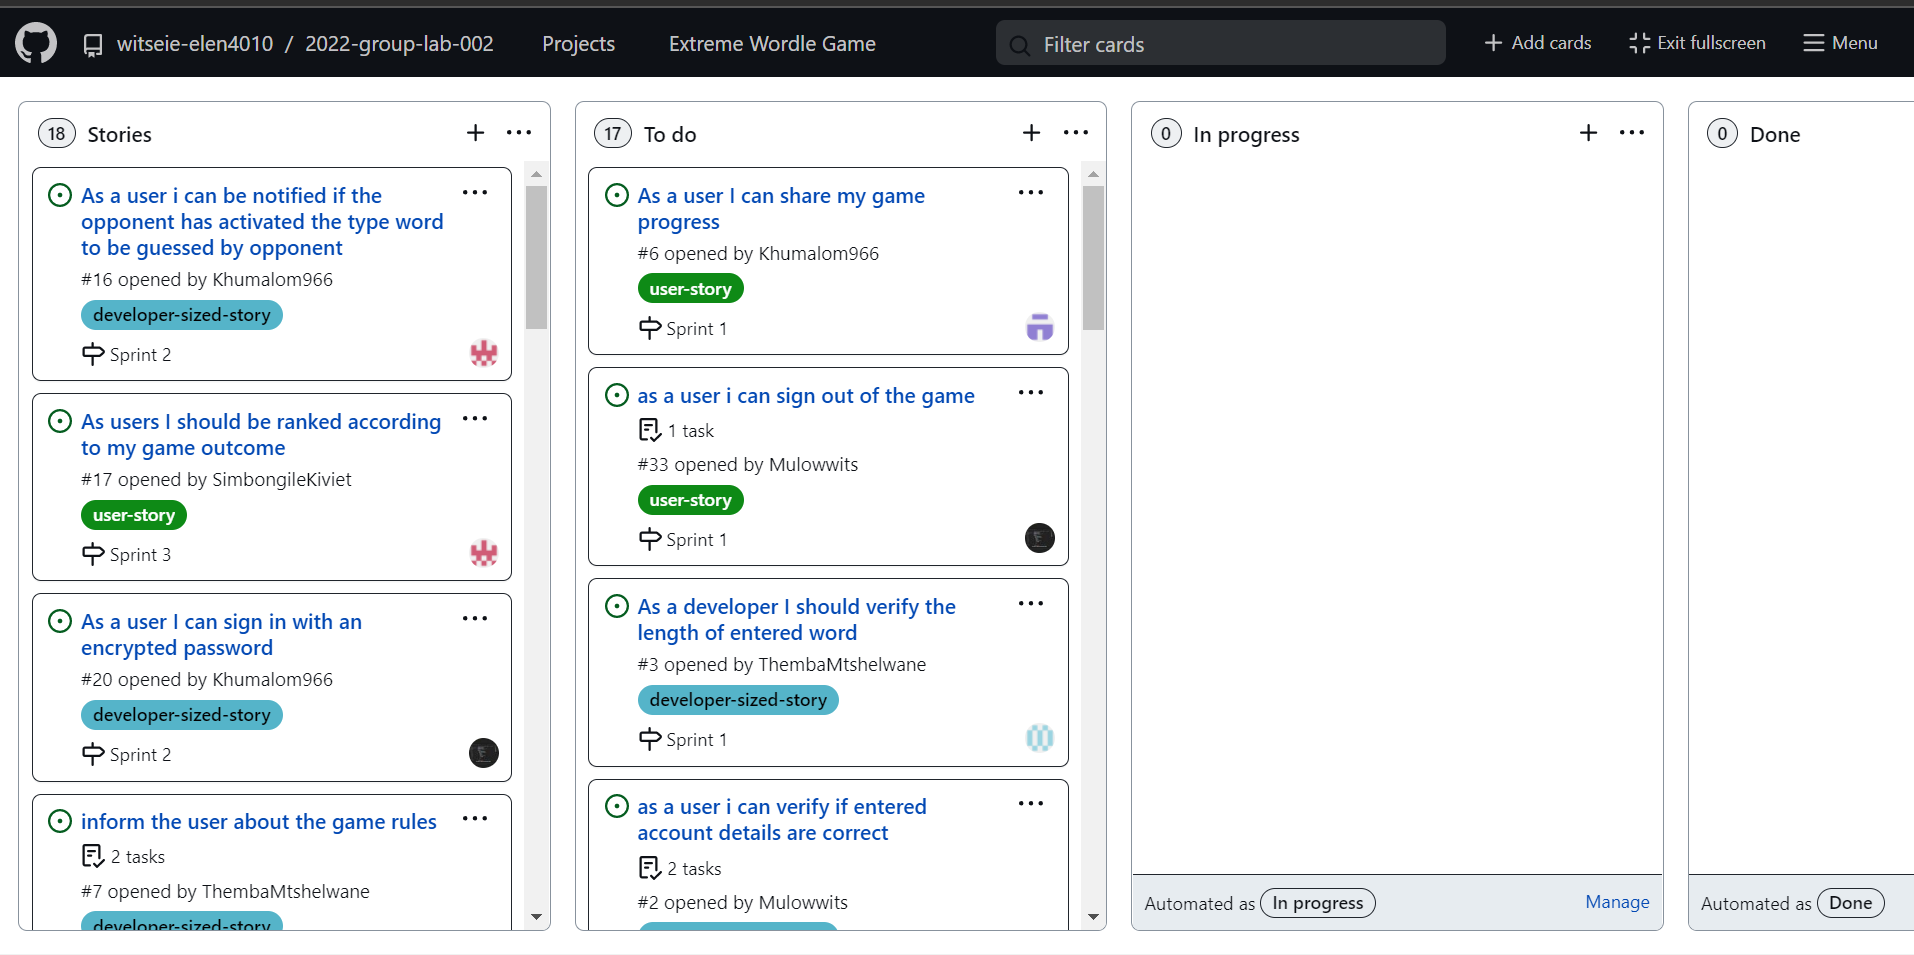 witseie-elen4010 / 2022-group-lab-002 Projects Extreme Wordle Game Filter cards Add cards Exit fullscreen Menu
18 Stories
As a user i can be notified if the
opponent has activated the type word
to be guessed by opponent
#16 opened by Khumalom966
developer-sized-story
Sprint 2
As users I should be ranked according
to my game outcome
#17 opened by SimbongileKiviet
user-story
Sprint 3
As a user I can sign in with an
encrypted password
#20 opened by Khumalom966
developer-sized-story
Sprint 2
inform the user about the game rules
2 tasks
#7 opened by ThembaMtshelwane
developer-sized-story
17 To do
As a user I can share my game
progress
#6 opened by Khumalom966
user-story
Sprint 1
as a user i can sign out of the game
1 task
#33 opened by Mulowwits
user-story
Sprint 1
As a developer I should verify the
length of entered word
#3 opened by ThembaMtshelwane
developer-sized-story
Sprint 1
as a user i can verify if entered
account details are correct
2 tasks
#2 opened by Mulowwits
0 In progress
Automated as In progress Manage
0 Done
Automated as Done